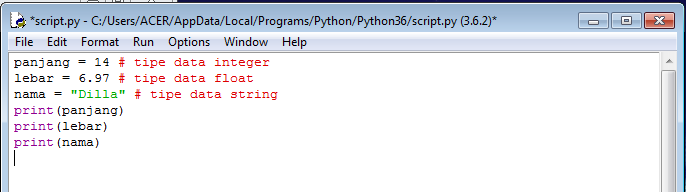 *script.py - C:/Users/ACER/AppData/Local/Programs/Python/Python36/script.py (3.6.2)*
File Edit Format Run Options Window Help
panjang = 14 # tipe data integer
lebar = 6.97 # tipe data float
nama = "Dilla" # tipe data string
print(panjang)
print(lebar)
print(nama)